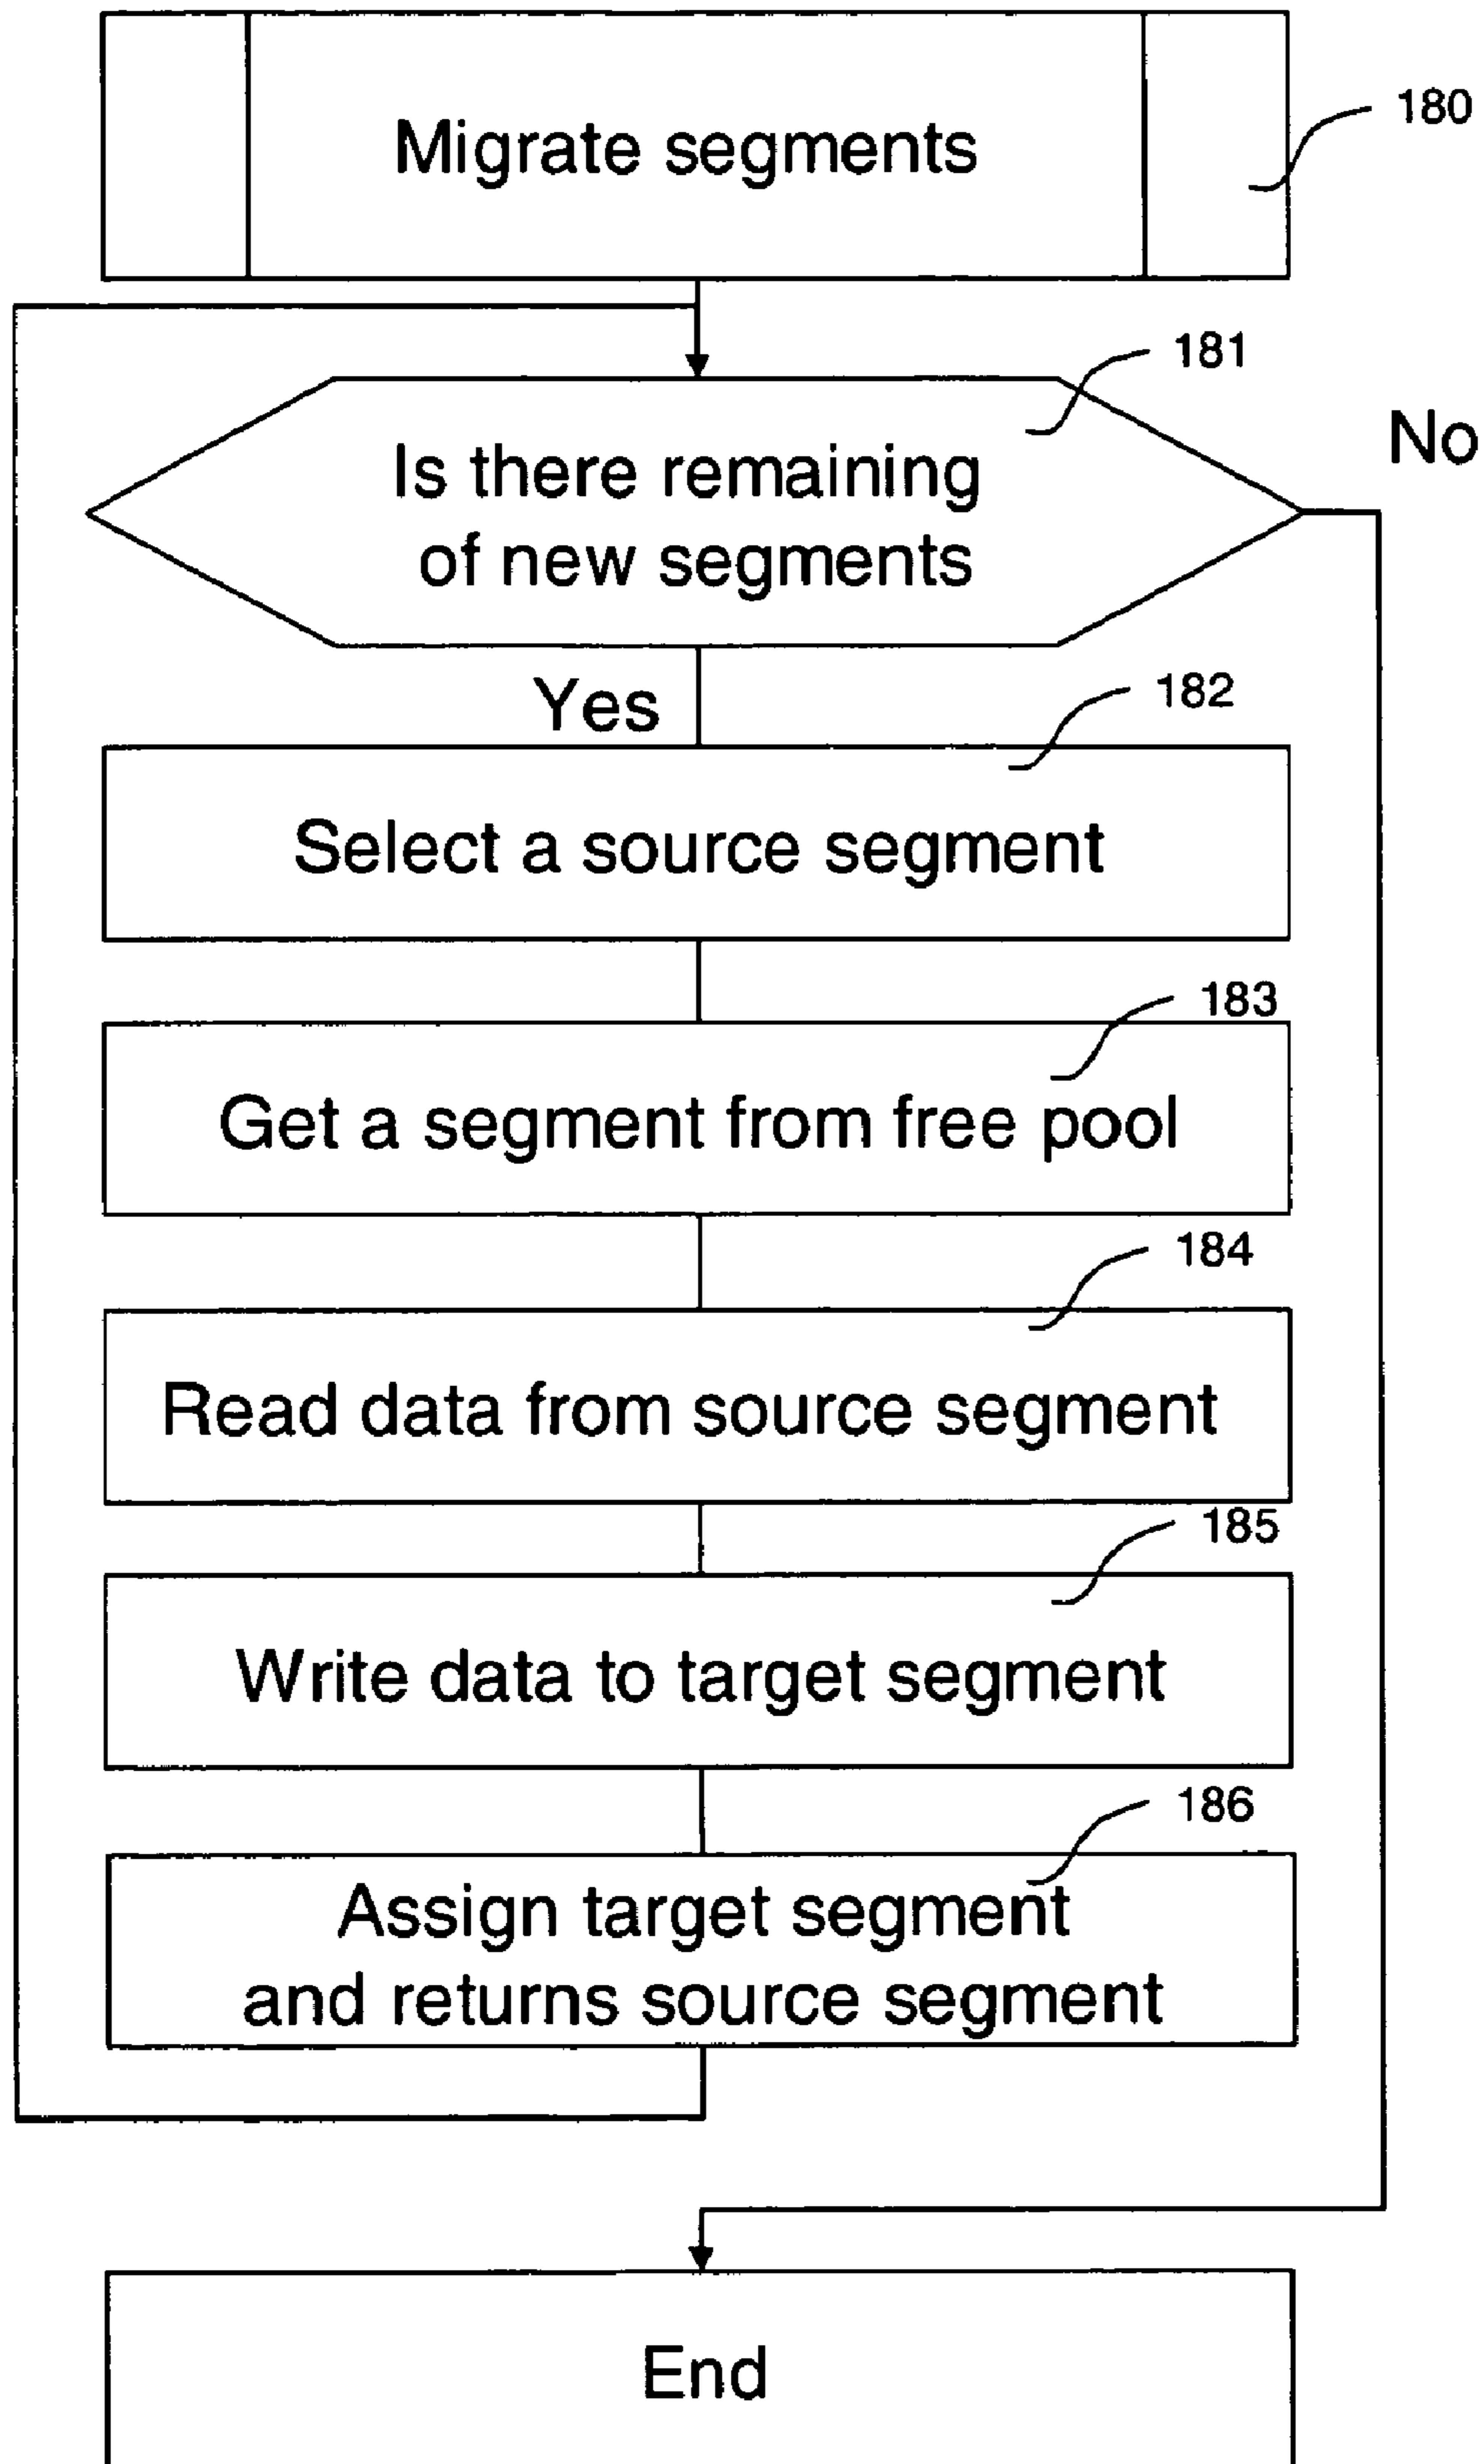 Migrate segments
180
181
No
Is there remaining
of new segments
Yes
182
Select a source segment
183
Get a segment from free pool
184
Read data from source segment
185
Write data to target segment
186
Assign target segment
and returns source segment
End